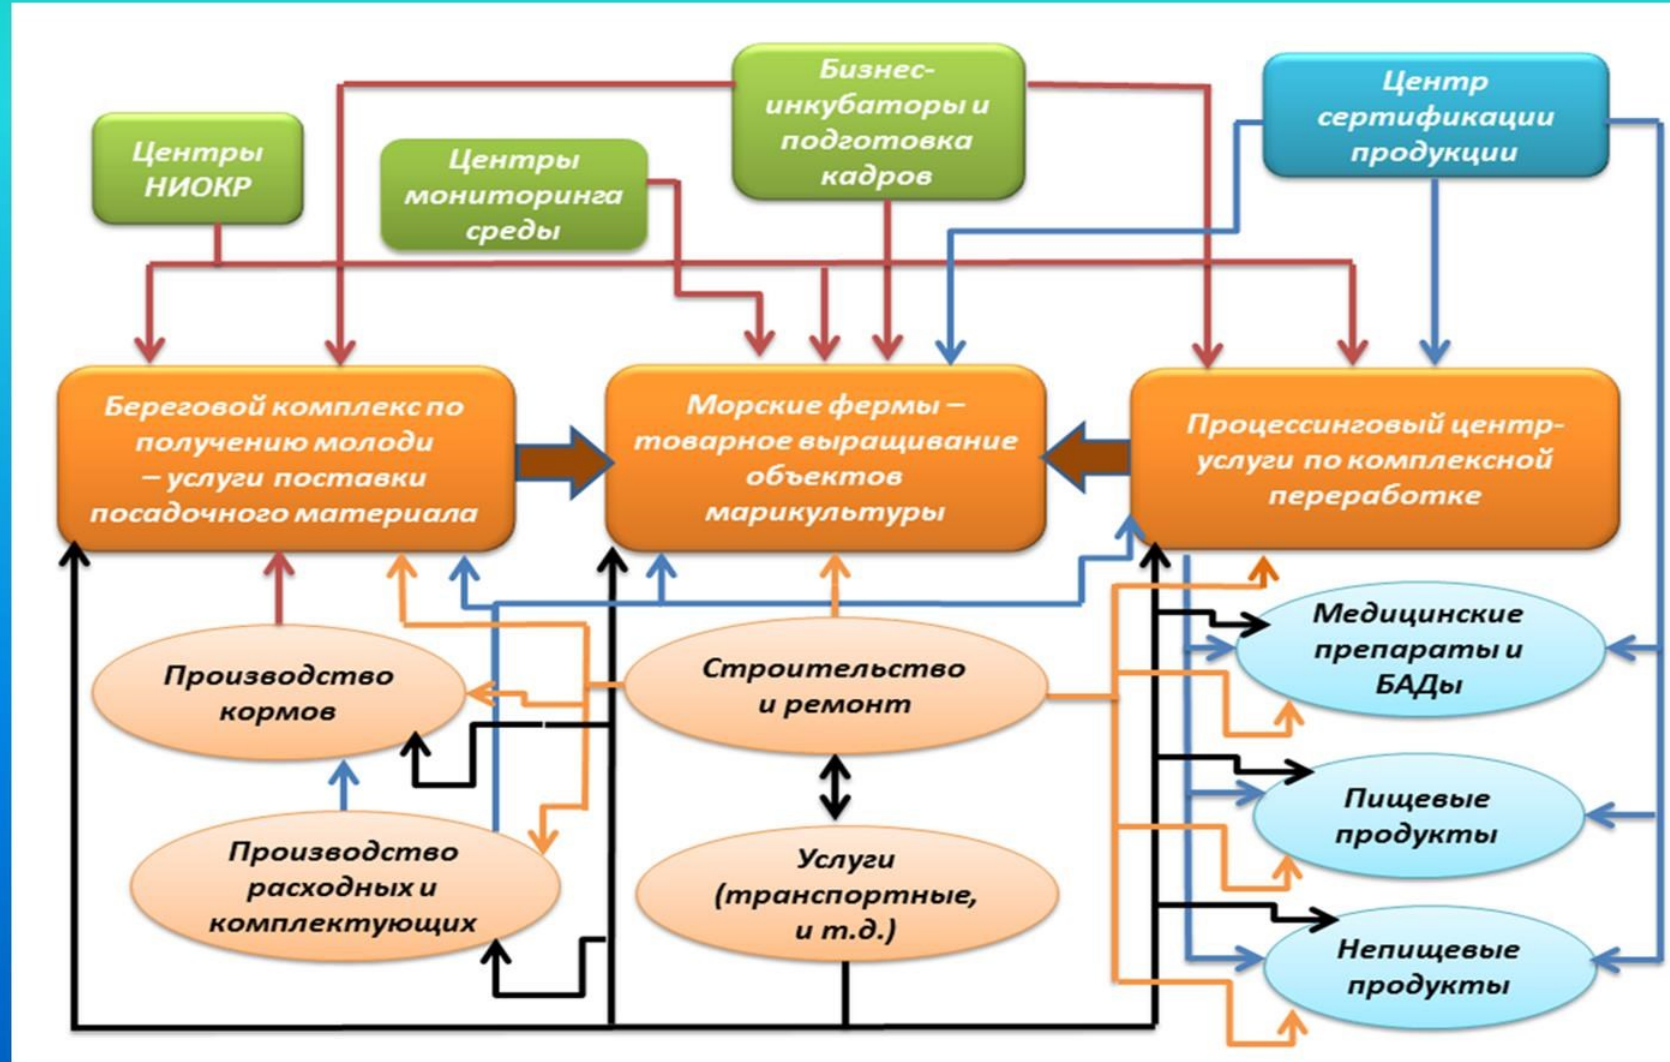 Центры
НИОКР
Центры
мониторинга
среды
Бизнес-
инкубаторы и
подготовка
кадров
Центр
сертификации
продукции
Береговой комплекс по
получению молоди
– услуги поставки
посадочного материала
Морские фермы –
товарное выращивание
объектов
марикультуры
Процессинговый центр-
услуги по комплексной
переработке
Производство
кормов
Строительство
и ремонт
Медицинские
препараты и
БАДы
Производство
расходных и
комплектующих
Услуги
(транспортные,
и т.д.)
Пищевые
продукты
Непищевые
продукты